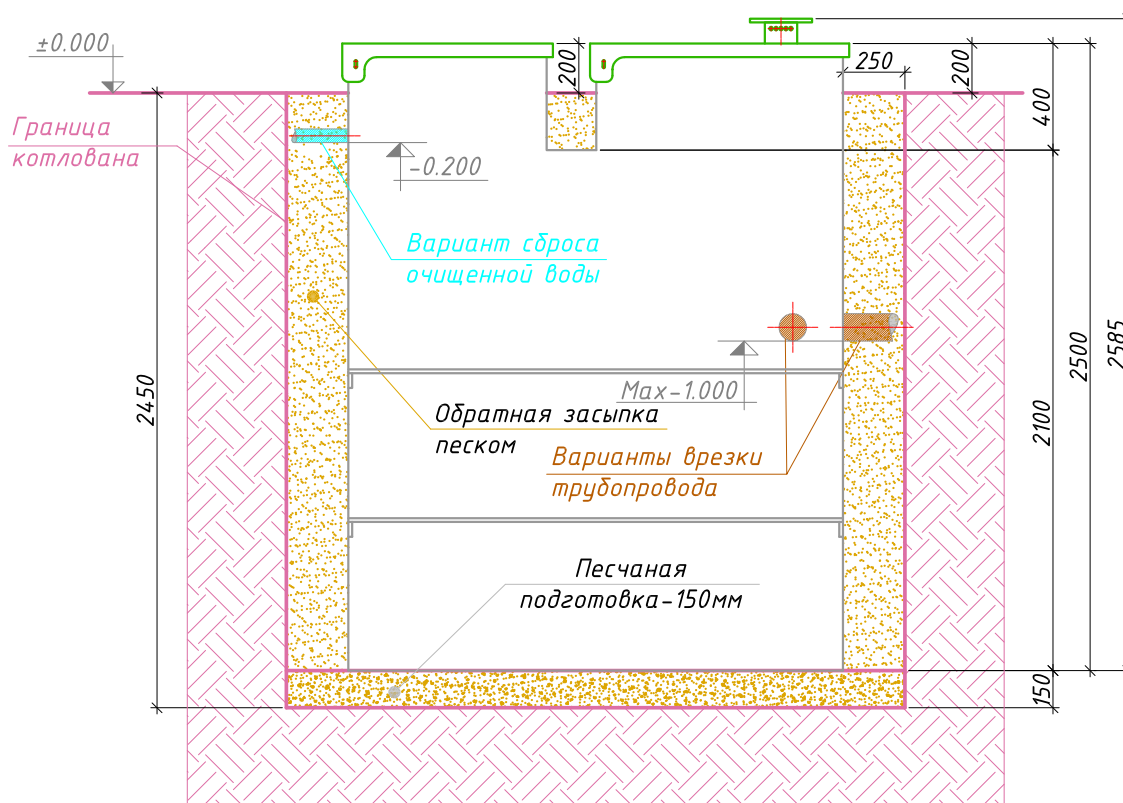 ±0.000
200
250
200
400
Граница
котлована
-0.200
Вариант сброса
очищенной воды
2500
2585
2450
Max-1.000
Обратная засыпка
песком
2100
Варианты врезки
трубопровода
Песчаная
подготовка-150мм
150